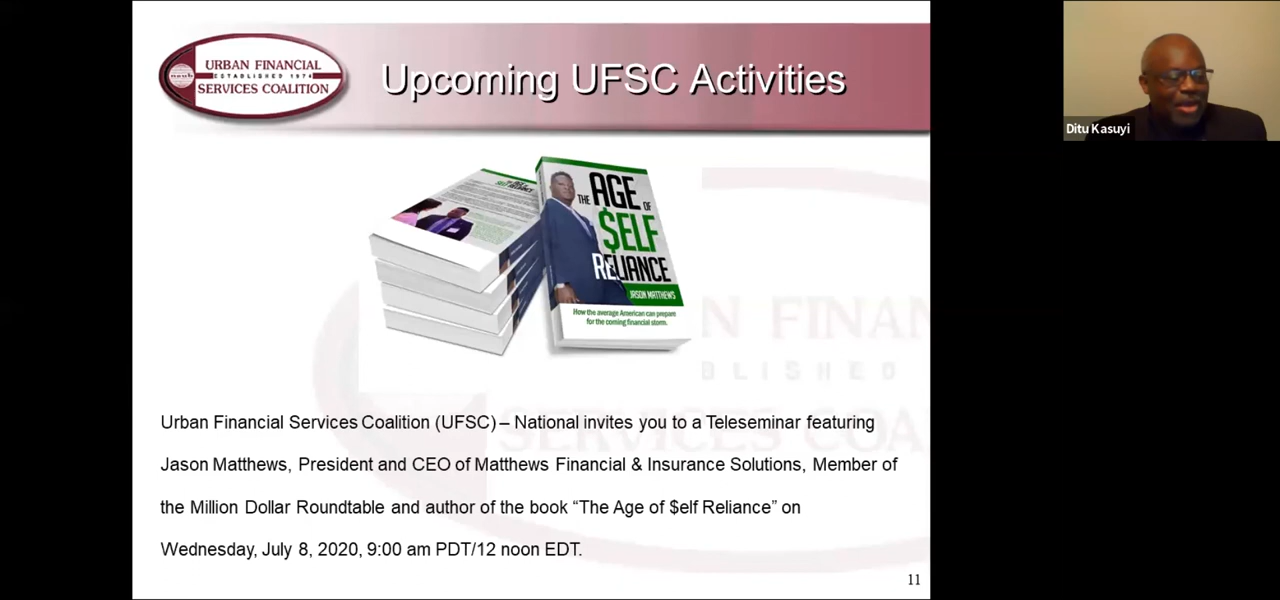 URBAN FINANCIAL
ESTABLISHED 1974
SERVICES COALITION
Upcoming UFSC Activities
Ditu Kasuyi
THE AGE OF
$ELF
RELIANCE
JASON MATTHEWS
How the average American can prepare
for the coming financial storm.
N FINAN
BLISHED
SERVICES COA
Urban Financial Services Coalition (UFSC) – National invites you to a Teleseminar featuring
Jason Matthews, President and CEO of Matthews Financial & Insurance Solutions, Member of
the Million Dollar Roundtable and author of the book “The Age of $elf Reliance” on
Wednesday, July 8, 2020, 9:00 am PDT/12 noon EDT.
11